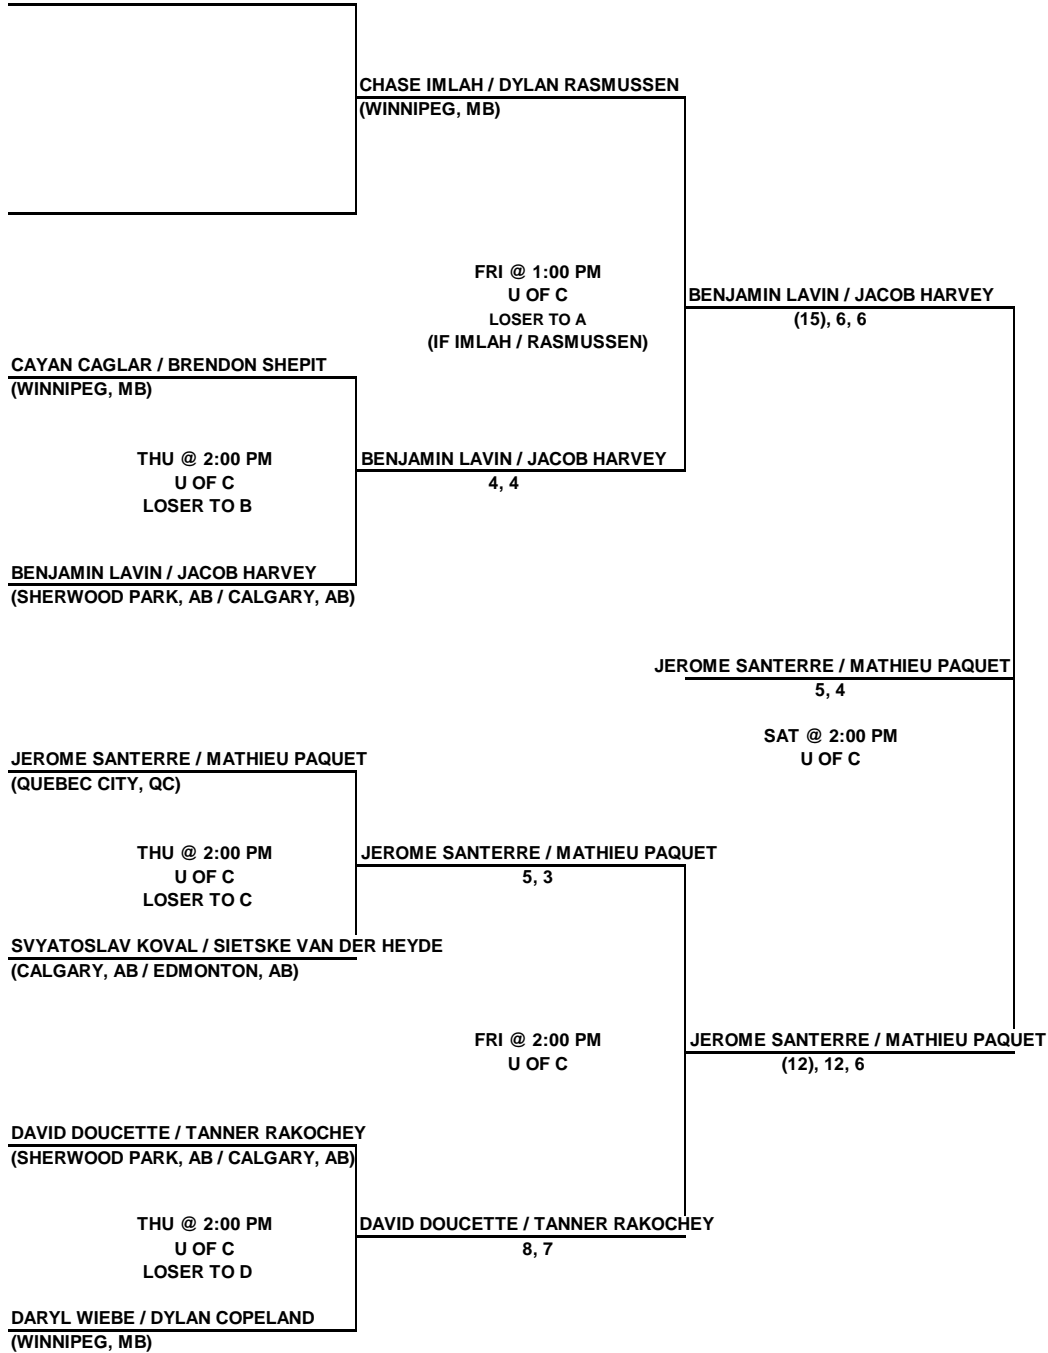 CHASE IMLAH / DYLAN RASMUSSEN
(WINNIPEG, MB)
FRI @ 1:00 PM
U OF C
LOSER TO A
(IF IMLAH / RASMUSSEN)
BENJAMIN LAVIN / JACOB HARVEY
(15), 6, 6
CAYAN CAGLAR / BRENDON SHEPIT
(WINNIPEG, MB)
THU @ 2:00 PM
U OF C
LOSER TO B
BENJAMIN LAVIN / JACOB HARVEY
4, 4
BENJAMIN LAVIN / JACOB HARVEY
(SHERWOOD PARK, AB / CALGARY, AB)
JEROME SANTERRE / MATHIEU PAQUET
5, 4
SAT @ 2:00 PM
U OF C
JEROME SANTERRE / MATHIEU PAQUET
(QUEBEC CITY, QC)
THU @ 2:00 PM
U OF C
LOSER TO C
JEROME SANTERRE / MATHIEU PAQUET
5, 3
SVYATOSLAV KOVAL / SIETSKE VAN DER HEYDE
(CALGARY, AB / EDMONTON, AB)
FRI @ 2:00 PM
U OF C
JEROME SANTERRE / MATHIEU PAQUET
(12), 12, 6
DAVID DOUCETTE / TANNER RAKOCHEY
(SHERWOOD PARK, AB / CALGARY, AB)
THU @ 2:00 PM
U OF C
LOSER TO D
DAVID DOUCETTE / TANNER RAKOCHEY
8, 7
DARYL WIEBE / DYLAN COPELAND
(WINNIPEG, MB)